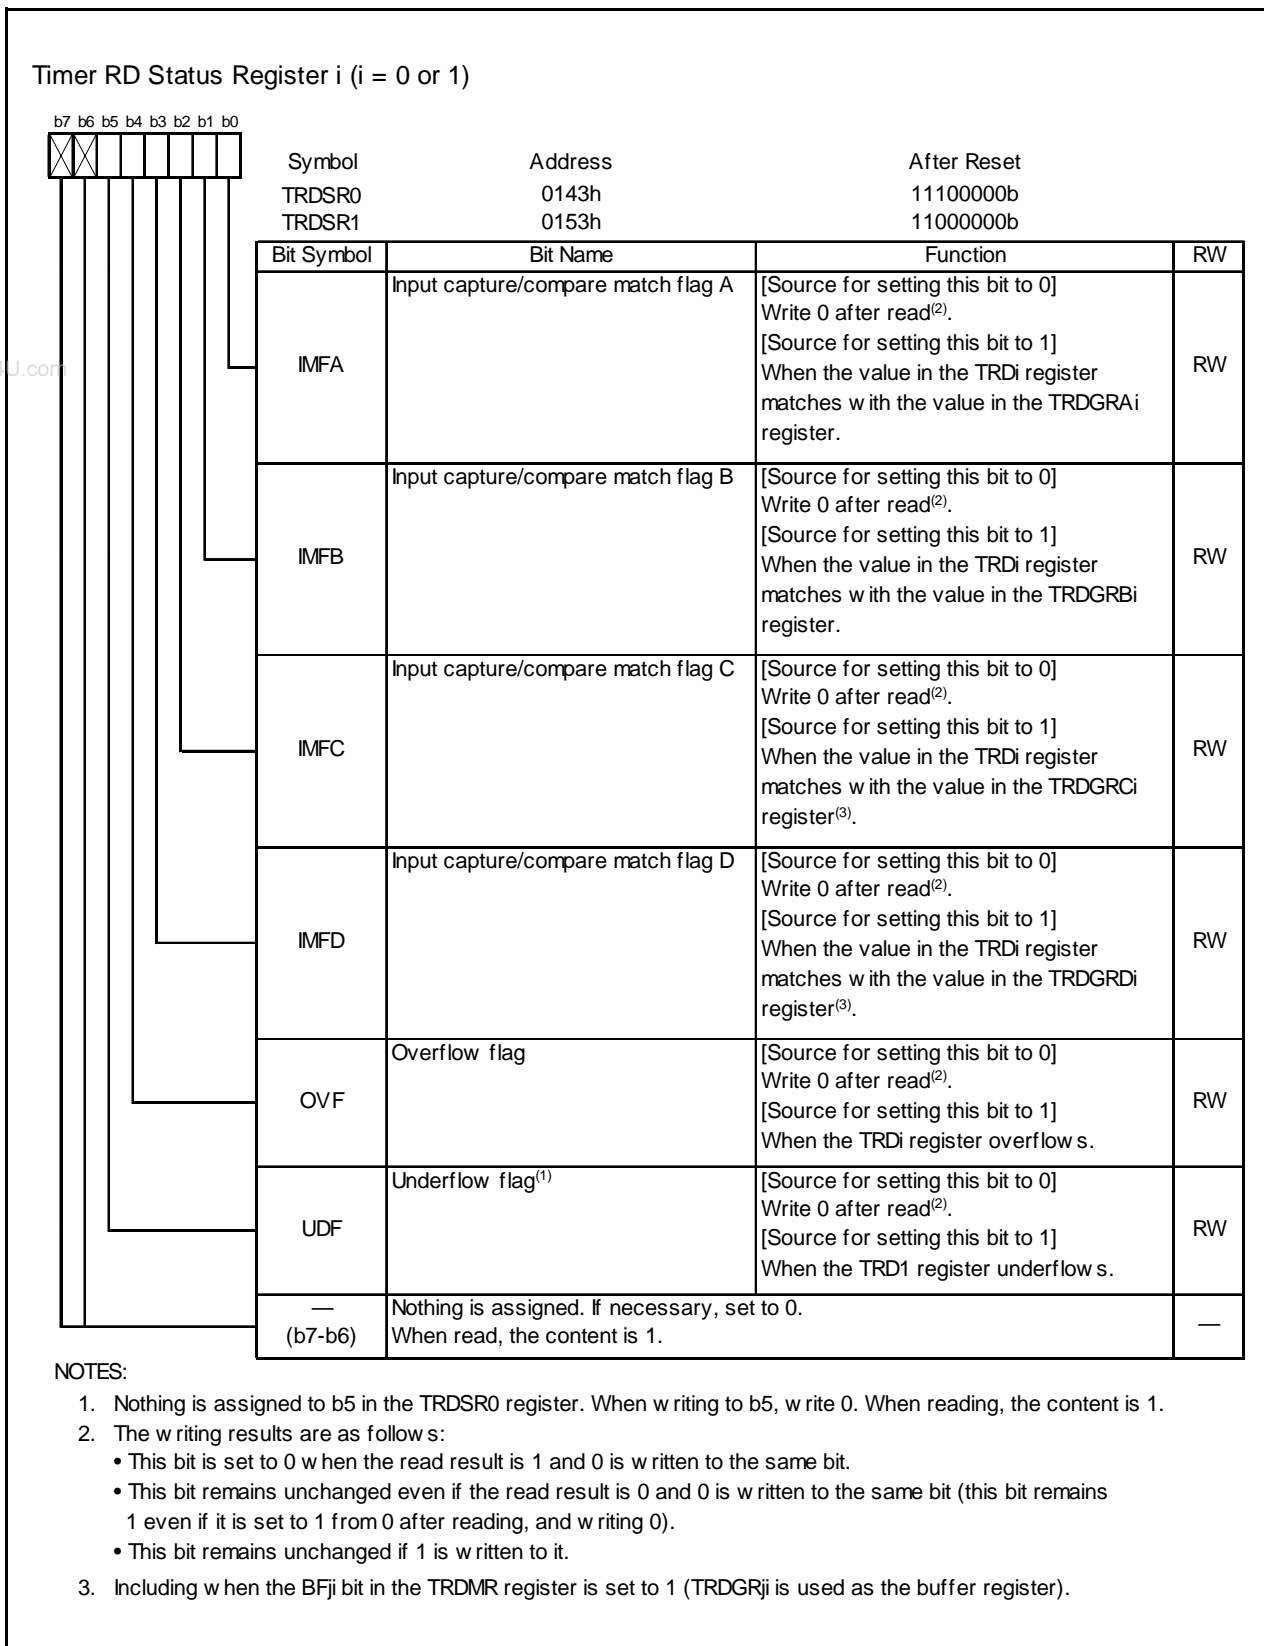 Timer RD Status Register i (i = 0 or 1)
b7 b6 b5 b4 b3 b2 b1 b0
Symbol Address After Reset
TRDSR0 0143h 11100000b
TRDSR1 0153h 11000000b
Bit Symbol Bit Name Function RW
Input capture/compare match flag A [Source for setting this bit to 0]
Write 0 after read(2).
[Source for setting this bit to 1]
IMFA When the value in the TRDi register RW
matches with the value in the TRDGRAi
register.
Input capture/compare match flag B [Source for setting this bit to 0]
Write 0 after read(2).
[Source for setting this bit to 1]
IMFB When the value in the TRDi register RW
matches with the value in the TRDGRBi
register.
Input capture/compare match flag C [Source for setting this bit to 0]
Write 0 after read(2).
[Source for setting this bit to 1]
IMFC When the value in the TRDi register RW
matches with the value in the TRDGRCi
register(3).
Input capture/compare match flag D [Source for setting this bit to 0]
Write 0 after read(2).
[Source for setting this bit to 1]
IMFD When the value in the TRDi register RW
matches with the value in the TRDGRDi
register(3).
Overflow flag [Source for setting this bit to 0]
Write 0 after read(2).
OVF [Source for setting this bit to 1] RW
When the TRDi register overflows.
Underflow flag(1) [Source for setting this bit to 0]
Write 0 after read(2).
UDF [Source for setting this bit to 1] RW
When the TRD1 register underflows.
— Nothing is assigned. If necessary, set to 0. —
(b7-b6) When read, the content is 1.
NOTES:
1. Nothing is assigned to b5 in the TRDSR0 register. When writing to b5, write 0. When reading, the content is 1.
2. The writing results are as follows:
• This bit is set to 0 when the read result is 1 and 0 is written to the same bit.
• This bit remains unchanged even if the read result is 0 and 0 is written to the same bit (this bit remains
1 even if it is set to 1 from 0 after reading, and writing 0).
• This bit remains unchanged if 1 is written to it.
3. Including when the BFji bit in the TRDMR register is set to 1 (TRDGRji is used as the buffer register).